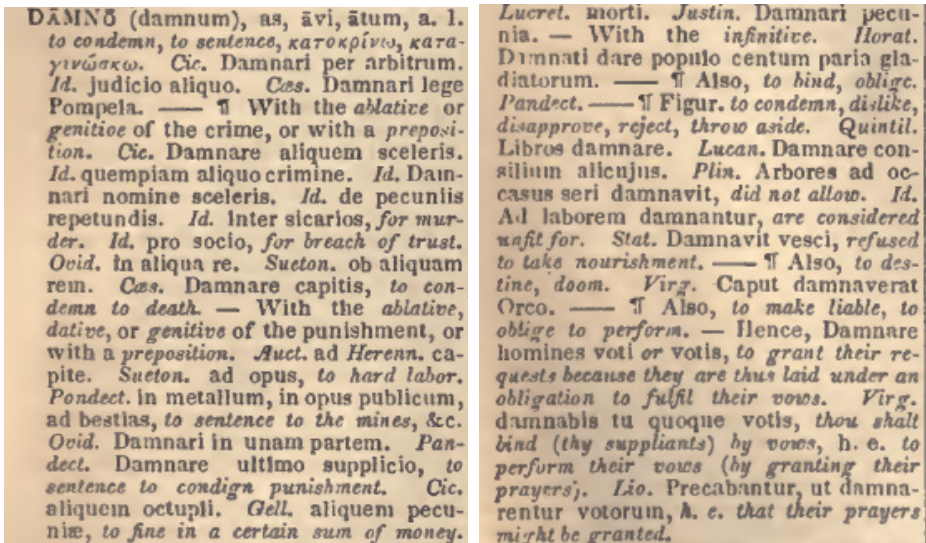 DĀMNŌ (damnum), as, āvi, ātum, a. 1.
to condemn, to sentence, κατοκρίνω, κατα-
γινώσκω. Cic. Damnari per arbitrum.
Id. judicio aliquo. Cæs. Damnari lege
Pompeia. — ¶ With the ablative or
genitive of the crime, or with a preposi-
tion. Cic. Damnare aliquem sceleris.
Id. quempiam aliquo crimine. Id. Dam-
nari nomine sceleris. Id. de pecuniis
repetundis. Id. Inter sicarios, for mur-
der. Id. pro socio, for breach of trust.
Ovid. in aliqua re. Sueton. ob aliquam
rem. Cæs. Damnare capitis, to con-
demn to death. — With the ablative,
dative, or genitive of the punishment, or
with a preposition. Auct. ad Herenn. ca-
pite. Sueton. ad opus, to hard labor.
Pandect. in metallum, in opus publicum,
ad bestias, to sentence to the mines, &c.
Ovid. Damnari in unam partem. Pan-
dect. Damnare ultimo supplicio, to
sentence to condign punishment. Cic.
aliquem octupli. Gell. aliquem pecu-
niæ, to fine in a certain sum of money.
Lucret. morti. Justin. Damnari pecu-
nia. — With the infinitive. Horat.
Damnati dare populo centum paria gla-
diatorum. — ¶ Also, to bind, oblige.
Pandect. — ¶ Figur. to condemn, dislike,
disapprove, reject, throw aside. Quintil.
Libros damnare. Lucan. Damnare con-
silium alicujus. Plin. Arbores ad oc-
casus seri damnavit, did not allow. Id.
Ad laborem damnantur, are considered
unfit for. Stat. Damnavit vesci, refused
to take nourishment. — ¶ Also, to des-
tine, doom. Virg. Caput damnaverat
Orco. — ¶ Also, to make liable, to
oblige to perform. — Hence, Damnare
homines voti or votis, to grant their re-
quests because they are thus laid under an
obligation to fulfil their vows. Virg.
damnabis tu quoque votis, thou shalt
bind (thy suppliants) by vows, h. e. to
perform their vows (by granting their
prayers). Liv. Precabantur, ut damna-
rentur votorum, h. e. that their prayers
might be granted.